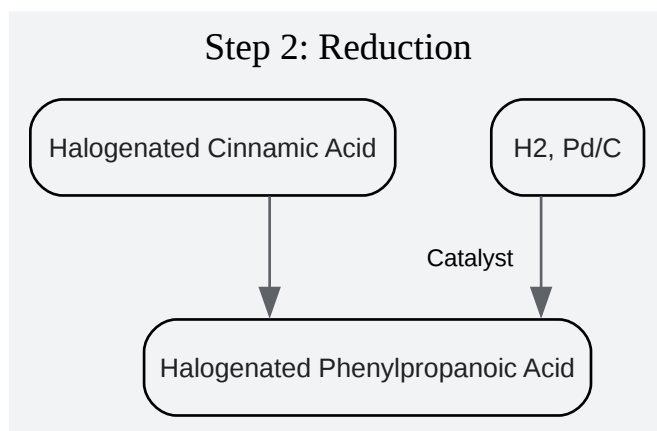 Step 2: Reduction
Halogenated Cinnamic Acid
H2, Pd/C
Catalyst
Halogenated Phenylpropanoic Acid